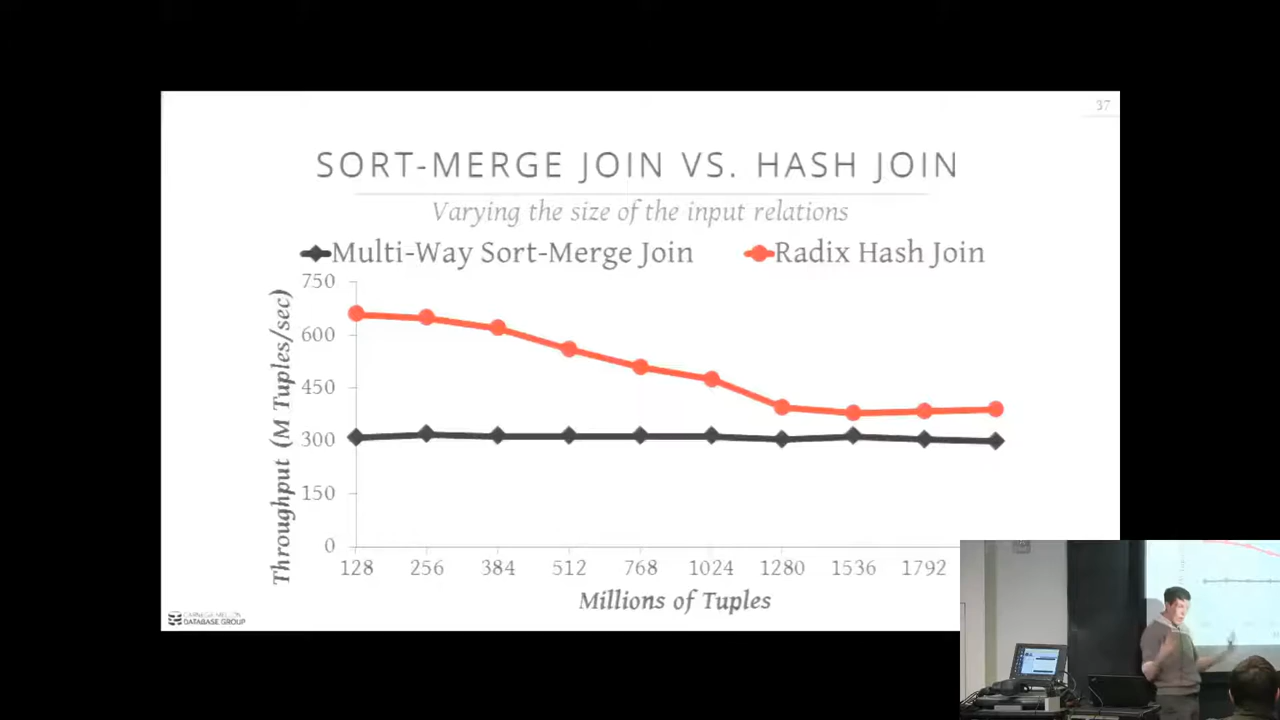 37
SORT-MERGE JOIN VS. HASH JOIN
Varying the size of the input relations
Multi-Way Sort-Merge Join Radix Hash Join
Throughput (M Tuples/sec)
750
600
450
300
150
0
128 256 384 512 768 1024 1280 1536 1792
Millions of Tuples
CARNEGIE MELLON
DATABASE GROUP